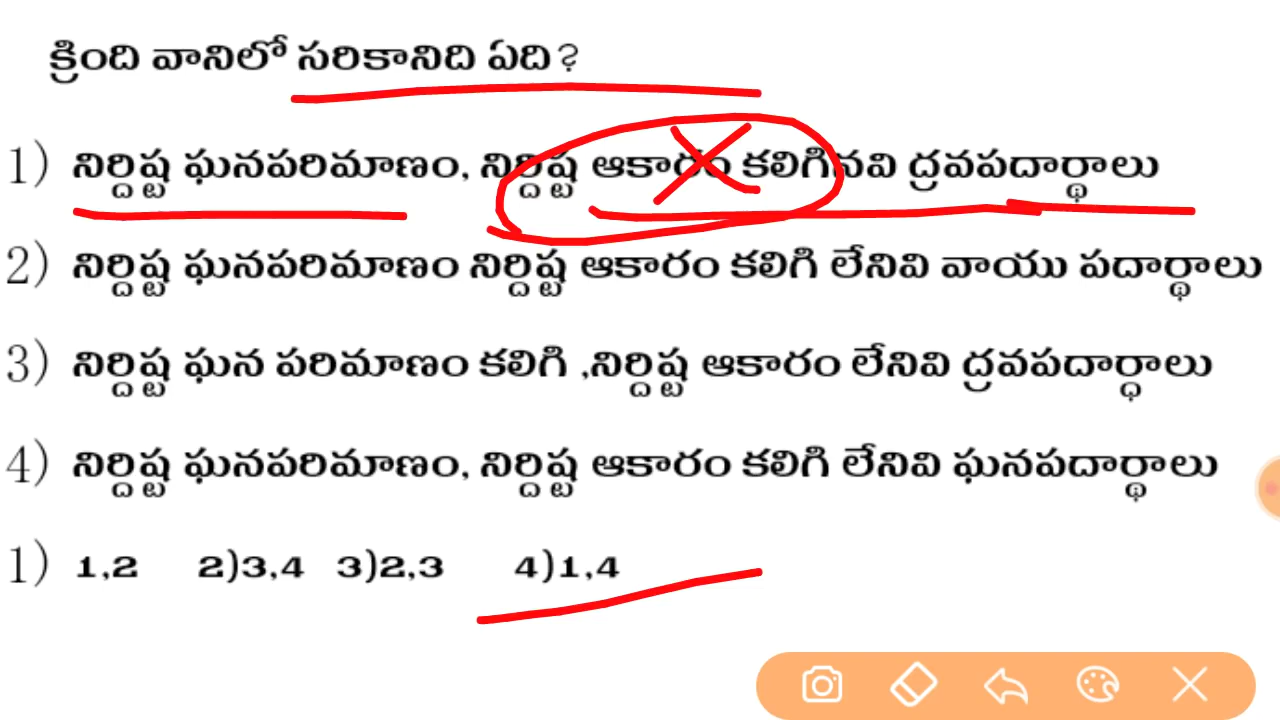 క్రింది వానిలో సరికానిది ఏది?
1) నిర్దిష్ట ఘనపరిమాణం, నిర్దిష్ట ఆకారం కలిగినవి ద్రవపదార్థాలు
2) నిర్దిష్ట ఘనపరిమాణం నిర్దిష్ట ఆకారం కలిగి లేనివి వాయు పదార్థాలు
3) నిర్దిష్ట ఘన పరిమాణం కలిగి ,నిర్దిష్ట ఆకారం లేనివి ద్రవపదార్ధాలు
4) నిర్దిష్ట ఘనపరిమాణం, నిర్దిష్ట ఆకారం కలిగి లేనివి ఘనపదార్థాలు
1) 1,2 2)3,4 3)2,3 4)1,4